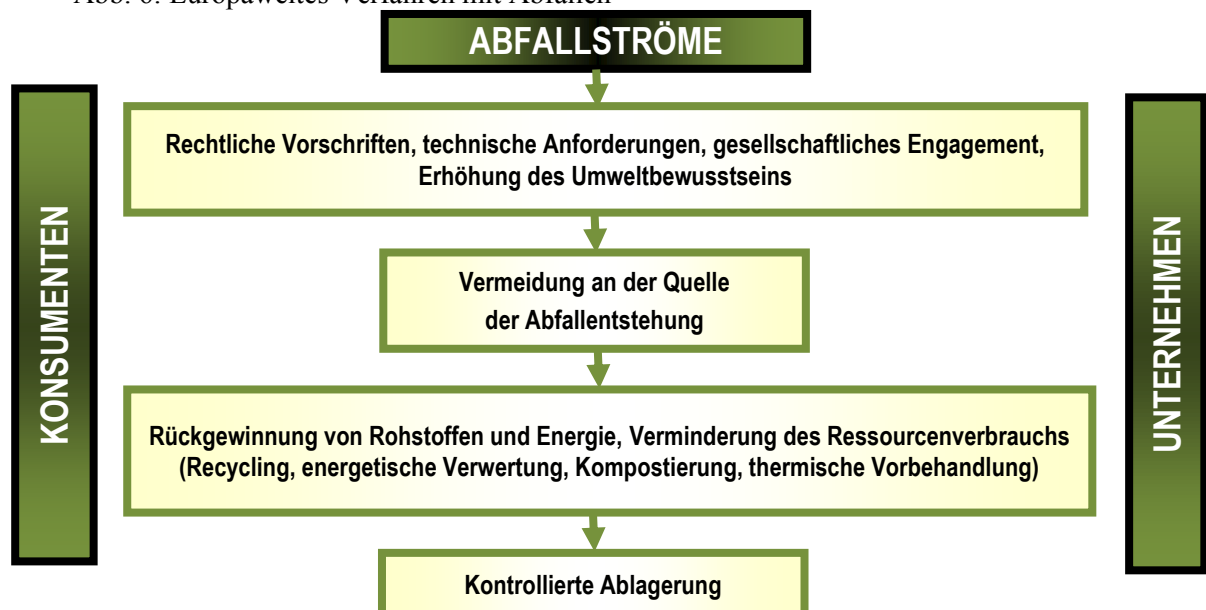 Abb. 6: Europaweites Verfahren mit Abfällen
ABFALLSTRÖME
KONSUMENTEN
Rechtliche Vorschriften, technische Anforderungen, gesellschaftliches Engagement,
Erhöhung des Umweltbewusstseins
Vermeidung an der Quelle
der Abfallentstehung
Rückgewinnung von Rohstoffen und Energie, Verminderung des Ressourcenverbrauchs
(Recycling, energetische Verwertung, Kompostierung, thermische Vorbehandlung)
Kontrollierte Ablagerung
UNTERNEHMEN